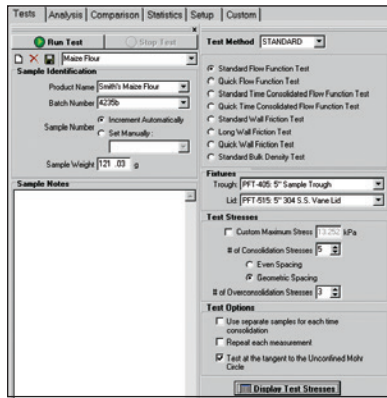 Tests Analysis Comparison Statistics Setup Custom
Run Test Stop Test
Maize Flour
Sample Identification
Product Name Smith's Maize Flour
Batch Number 4235b
Sample Number Increment Automatically
Set Manually:
Sample Weight 121 .03 g
Sample Notes
Test Method STANDARD
Standard Flow Function Test
Quick Flow Function Test
Standard Time Consolidated Flow Function Test
Quick Time Consolidated Flow Function Test
Standard Wall Friction Test
Long Wall Friction Test
Quick Wall Friction Test
Standard Bulk Density Test
Fixtures
Trough: PFT-405: 5" Sample Trough
Lid: PFT-515: 5" 304 S.S. Vane Lid
Test Stresses
Custom Maximum Stress 13.252 kPa
# of Consolidation Stresses 5
Even Spacing
Geometric Spacing
# of Overconsolidation Stresses 3
Test Options
Use separate samples for each time
consolidation
Repeat each measurement
Test at the tangent to the Unconfined Mohr
Circle
Display Test Stresses